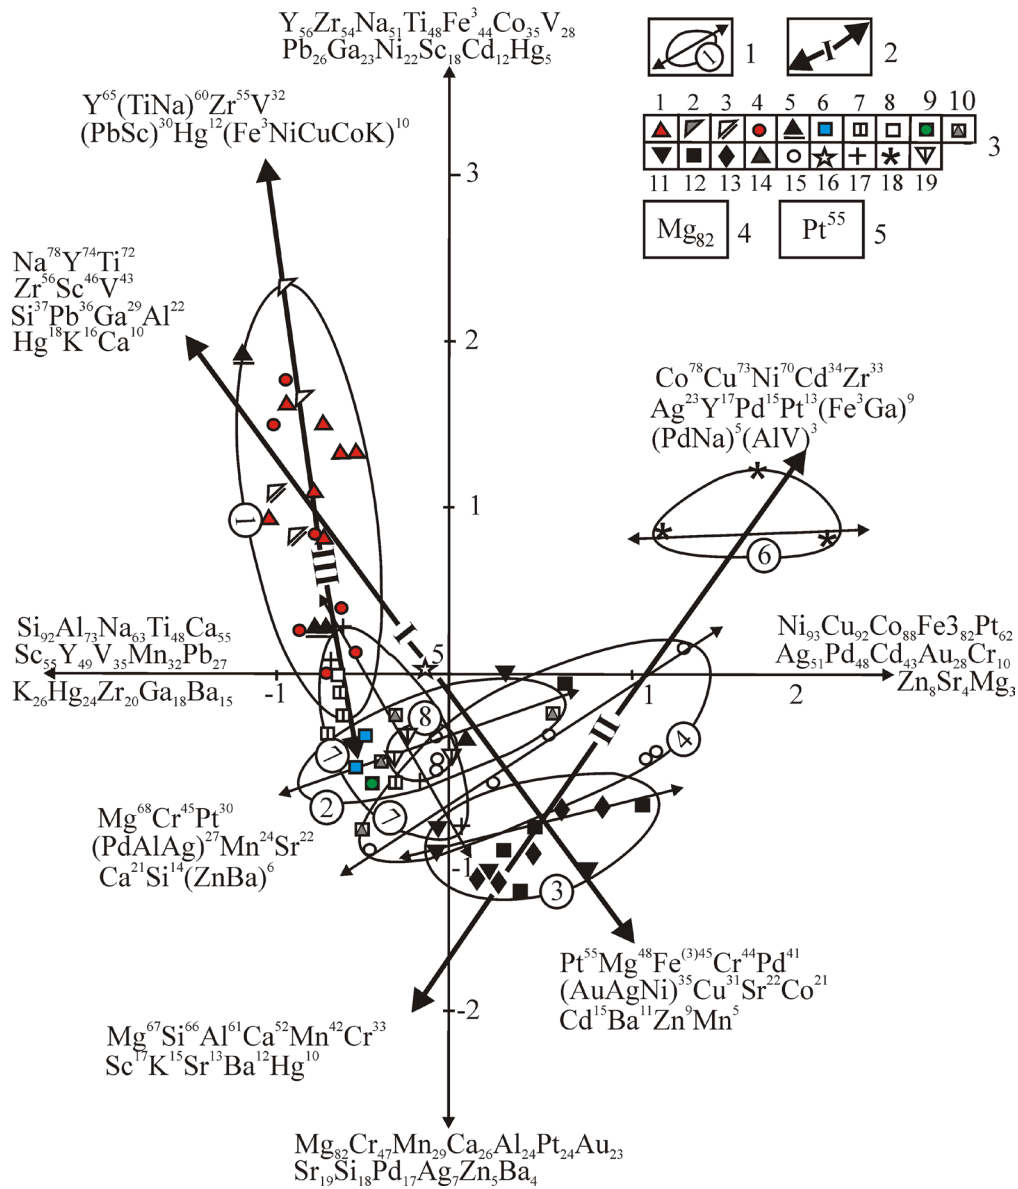 Y₅₆Zr₅₄Na₅₁Ti₄₈Fe³₄₄Co₃₅V₂₈
Pb₂₆Ga₂₃Ni₂₂Sc₁₈Cd₁₂Hg₅
1
1
2
1 2 3 4 5 6 7 8 9 10
3
11 12 13 14 15 16 17 18 19
Mg₈₂
4
Pt⁵⁵
5
Y⁶⁵(TiNa)⁶⁰Zr⁵⁵V³²
(PbSc)³⁰Hg¹²(Fe³NiCuCoK)¹⁰
3
Na⁷⁸Y⁷⁴Ti⁷²
Zr⁵⁶Sc⁴⁶V⁴³
Si³⁷Pb³⁶Ga²⁹Al²²
Hg¹⁸K¹⁶Ca¹⁰
2
Co⁷⁸Cu⁷³Ni⁷⁰Cd³⁴Zr³³
Ag²³Y¹⁷Pd¹⁵Pt¹³(Fe³Ga)⁹
(PdNa)⁵(AlV)³
1
1
6
III
I
Si₉₂Al₇₃Na₆₃Ti₄₈Ca₅₅
Sc₅₅Y₄₉V₃₅Mn₃₂Pb₂₇
K₂₆Hg₂₄Zr₂₀Ga₁₈Ba₁₅
Ni₉₃Cu₉₂Co₈₈Fe3₈₂Pt₆₂
Ag₅₁Pd₄₈Cd₄₃Au₂₈Cr₁₀
Zn₈Sr₄Mg₃
-1
5
1
2
8
II
4
7
2
7
Mg⁶⁸Cr⁴⁵Pt³⁰
(PdAlAg)²⁷Mn²⁴Sr²²
Ca²¹Si¹⁴(ZnBa)⁶
-1
3
Pt⁵⁵Mg⁴⁸Fe⁽³⁾⁴⁵Cr⁴⁴Pd⁴¹
(AuAgNi)³⁵Cu³¹Sr²²Co²¹
Cd¹⁵Ba¹¹Zn⁹Mn⁵
-2
Mg⁶⁷Si⁶⁶Al⁶¹Ca⁵²Mn⁴²Cr³³
Sc¹⁷K¹⁵Sr¹³Ba¹²Hg¹⁰
Mg₈₂Cr₄₇Mn₂₉Ca₂₆Al₂₄Pt₂₄Au₂₃
Sr₁₉Si₁₈Pd₁₇Ag₇Zn₅Ba₄